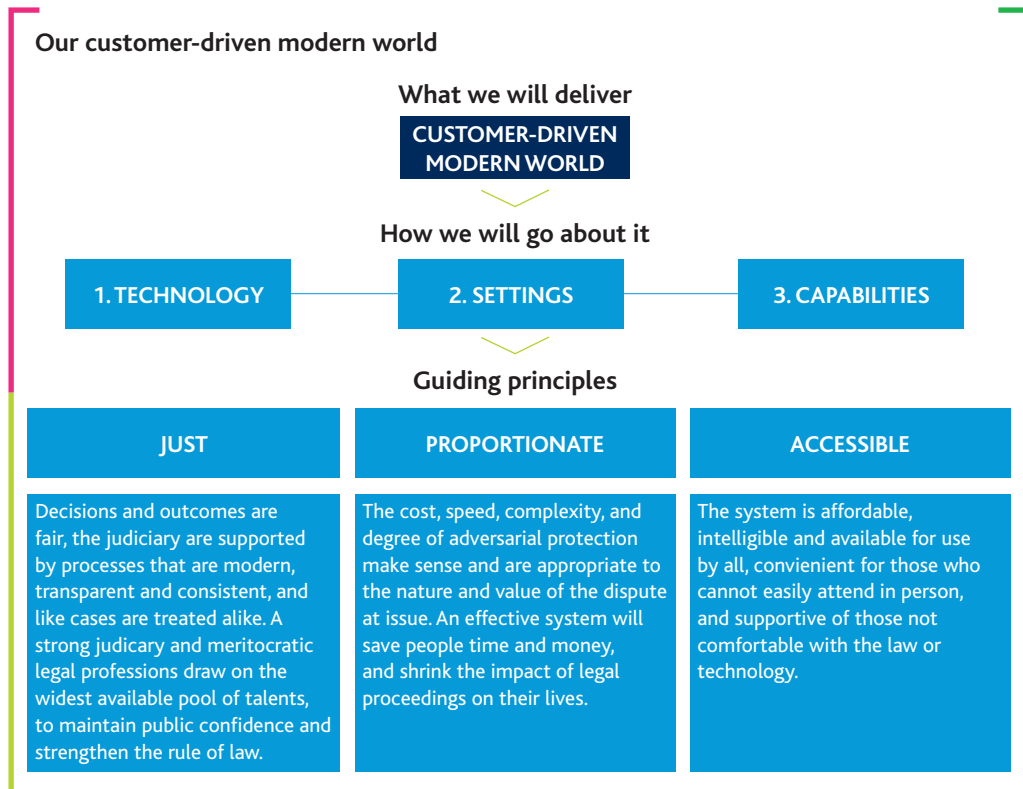 Our customer-driven modern world
What we will deliver
CUSTOMER-DRIVEN
MODERN WORLD
How we will go about it
1. TECHNOLOGY
2. SETTINGS
3. CAPABILITIES
Guiding principles
JUST
Decisions and outcomes are
fair, the judiciary are supported
by processes that are modern,
transparent and consistent, and
like cases are treated alike. A
strong judicary and meritocratic
legal professions draw on the
widest available pool of talents,
to maintain public confidence and
strengthen the rule of law.
PROPORTIONATE
The cost, speed, complexity, and
degree of adversarial protection
make sense and are appropriate to
the nature and value of the dispute
at issue. An effective system will
save people time and money,
and shrink the impact of legal
proceedings on their lives.
ACCESSIBLE
The system is affordable,
intelligible and available for use
by all, convienient for those who
cannot easily attend in person,
and supportive of those not
comfortable with the law or
technology.